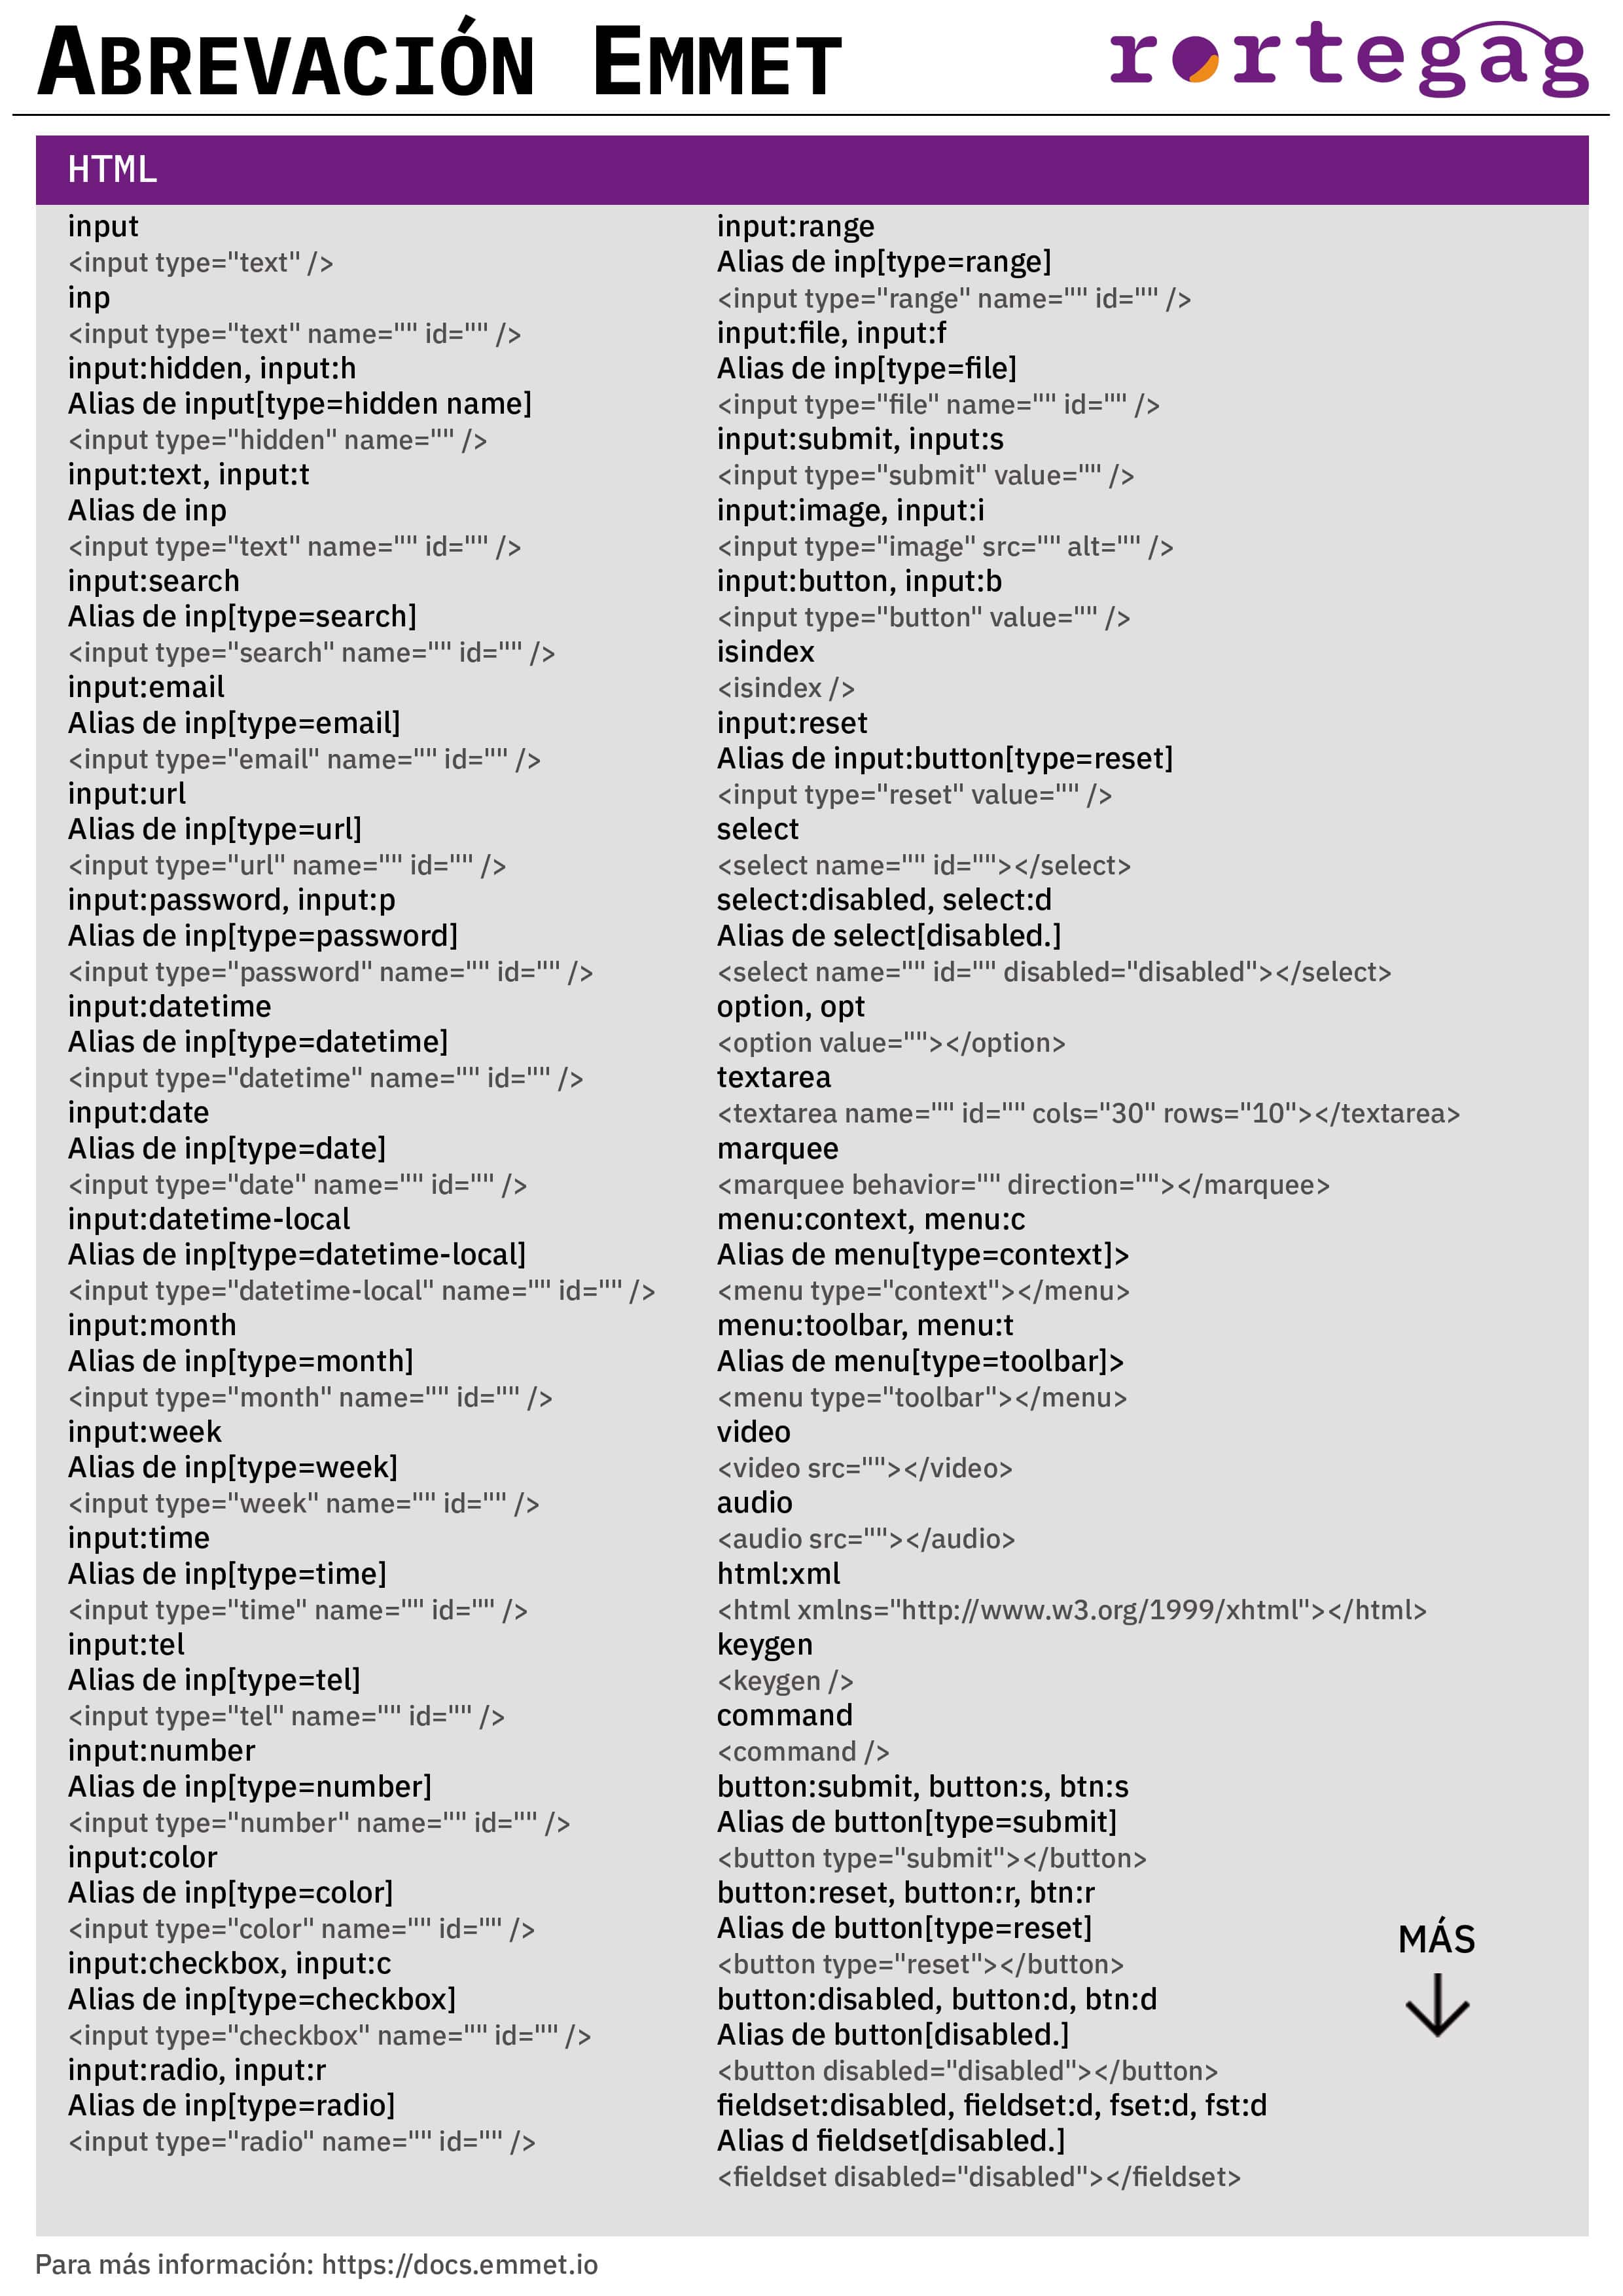 ABREVACIÓN EMMET
rortegag
HTML
input
<input type="text" />
inp
<input type="text" name="" id="" />
input:hidden, input:h
Alias de input[type=hidden name]
<input type="hidden" name="" />
input:text, input:t
Alias de inp
<input type="text" name="" id="" />
input:search
Alias de inp[type=search]
<input type="search" name="" id="" />
input:email
Alias de inp[type=email]
<input type="email" name="" id="" />
input:url
Alias de inp[type=url]
<input type="url" name="" id="" />
input:password, input:p
Alias de inp[type=password]
<input type="password" name="" id="" />
input:datetime
Alias de inp[type=datetime]
<input type="datetime" name="" id="" />
input:date
Alias de inp[type=date]
<input type="date" name="" id="" />
input:datetime-local
Alias de inp[type=datetime-local]
<input type="datetime-local" name="" id="" />
input:month
Alias de inp[type=month]
<input type="month" name="" id="" />
input:week
Alias de inp[type=week]
<input type="week" name="" id="" />
input:time
Alias de inp[type=time]
<input type="time" name="" id="" />
input:tel
Alias de inp[type=tel]
<input type="tel" name="" id="" />
input:number
Alias de inp[type=number]
<input type="number" name="" id="" />
input:color
Alias de inp[type=color]
<input type="color" name="" id="" />
input:checkbox, input:c
Alias de inp[type=checkbox]
<input type="checkbox" name="" id="" />
input:radio, input:r
Alias de inp[type=radio]
<input type="radio" name="" id="" />
input:range
Alias de inp[type=range]
<input type="range" name="" id="" />
input:file, input:f
Alias de inp[type=file]
<input type="file" name="" id="" />
input:submit, input:s
<input type="submit" value="" />
input:image, input:i
<input type="image" src="" alt="" />
input:button, input:b
<input type="button" value="" />
isindex
<isindex />
input:reset
Alias de input:button[type=reset]
<input type="reset" value="" />
select
<select name="" id=""></select>
select:disabled, select:d
Alias de select[disabled.]
<select name="" id="" disabled="disabled"></select>
option, opt
<option value=""></option>
textarea
<textarea name="" id="" cols="30" rows="10"></textarea>
marquee
<marquee behavior="" direction=""></marquee>
menu:context, menu:c
Alias de menu[type=context]>
<menu type="context"></menu>
menu:toolbar, menu:t
Alias de menu[type=toolbar]>
<menu type="toolbar"></menu>
video
<video src=""></video>
audio
<audio src=""></audio>
html:xml
<html xmlns="http://www.w3.org/1999/xhtml"></html>
keygen
<keygen />
command
<command />
button:submit, button:s, btn:s
Alias de button[type=submit]
<button type="submit"></button>
button:reset, button:r, btn:r
Alias de button[type=reset]
<button type="reset"></button>
button:disabled, button:d, btn:d
Alias de button[disabled.]
<button disabled="disabled"></button>
fieldset:disabled, fieldset:d, fset:d, fst:d
Alias d fieldset[disabled.]
<fieldset disabled="disabled"></fieldset>
MÁS
Para más información: https://docs.emmet.io